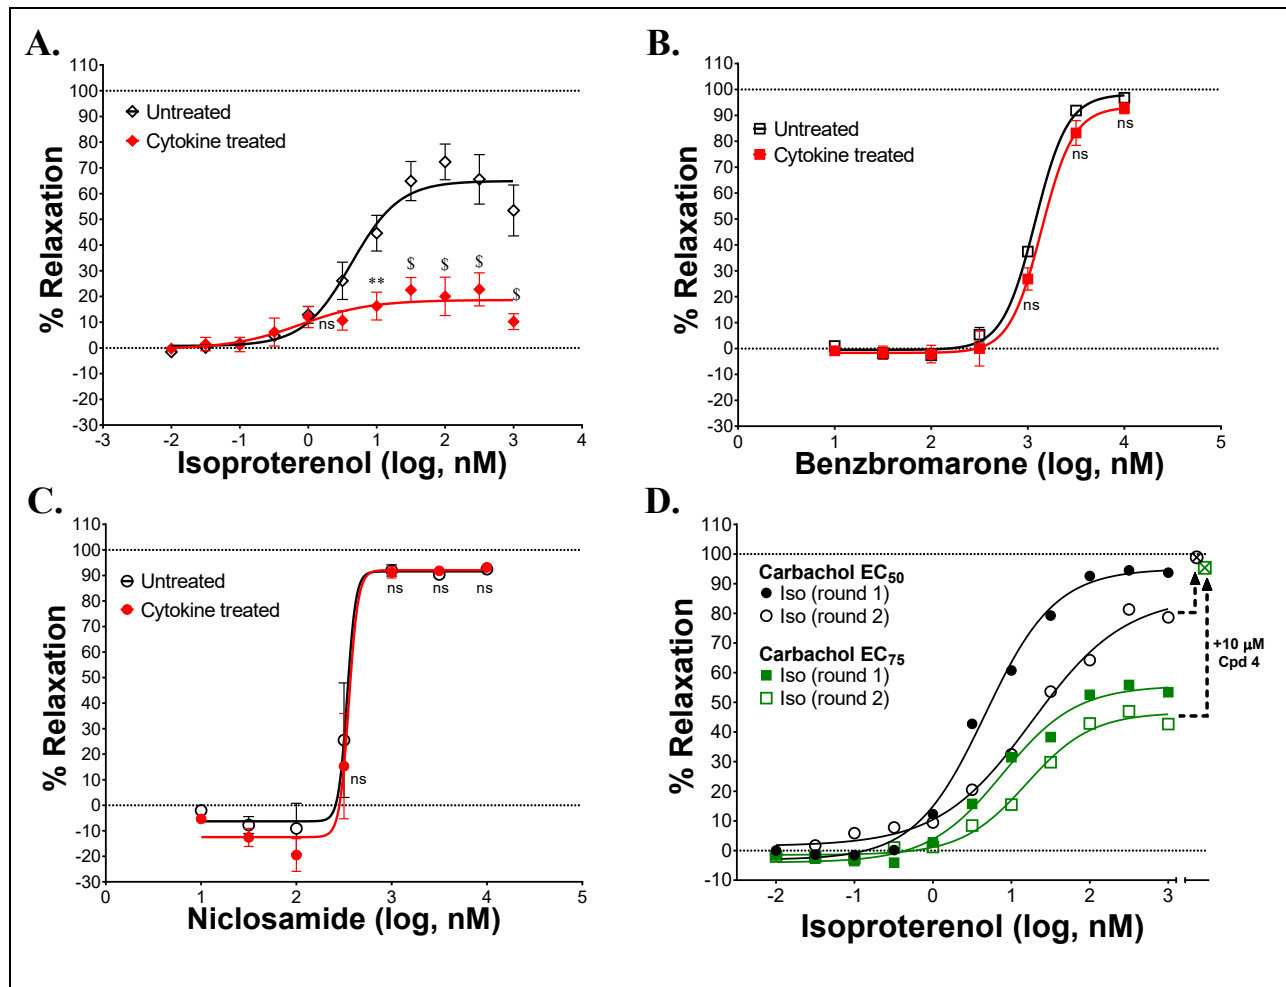 A.
110
100
90
80
70
60
50
40
30
20
10
0
-10
-20
-30
% Relaxation
Untreated
Cytokine treated
ns
**
$
$
$
$
-3 -2 -1 0 1 2 3 4
Isoproterenol (log, nM)
B.
110
100
90
80
70
60
50
40
30
20
10
0
-10
-20
-30
% Relaxation
Untreated
Cytokine treated
ns
ns
ns
0 1 2 3 4 5
Benzbromarone (log, nM)
C.
110
100
90
80
70
60
50
40
30
20
10
0
-10
-20
-30
% Relaxation
Untreated
Cytokine treated
ns
ns
ns
ns
0 1 2 3 4 5
Niclosamide (log, nM)
D.
110
100
90
80
70
60
50
40
30
20
10
0
-10
% Relaxation
Carbachol EC50
Iso (round 1)
Iso (round 2)
Carbachol EC75
Iso (round 1)
Iso (round 2)
+10 μM
Cpd 4
-2 -1 0 1 2 3
Isoproterenol (log, nM)